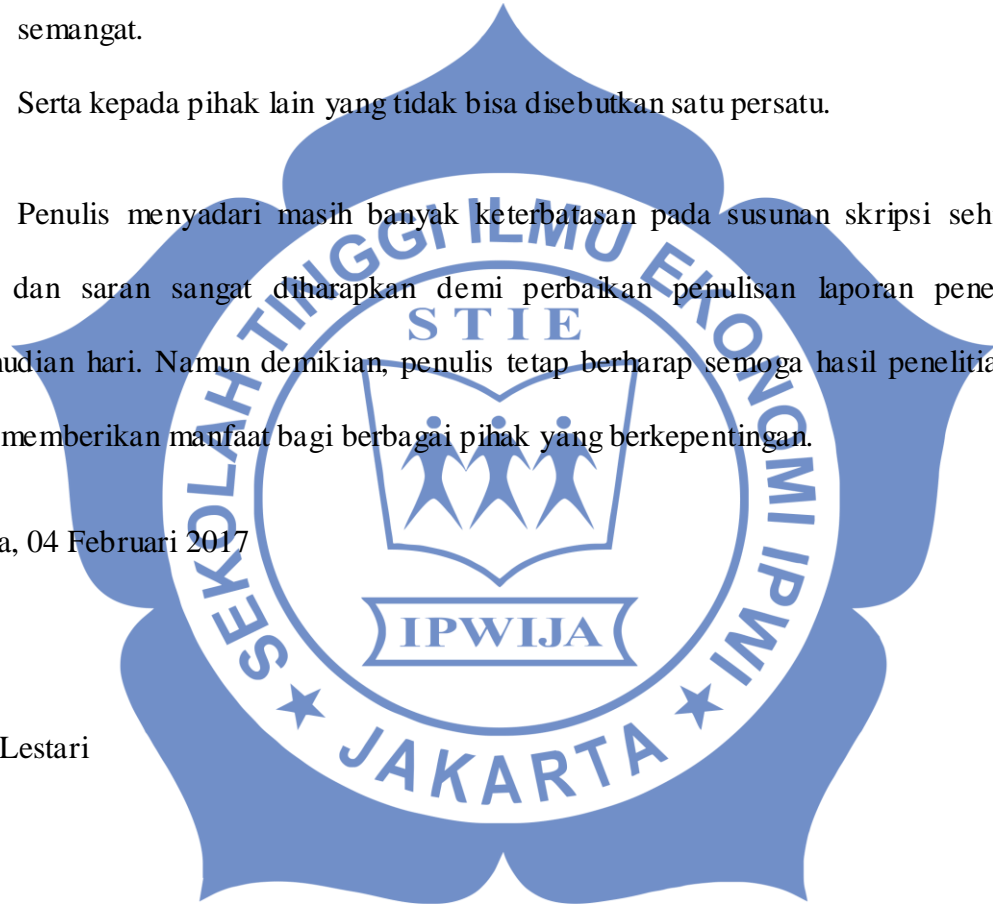 semangat.
Serta kepada pihak lain yang tidak bisa disebutkan satu persatu.
Penulis menyadari masih banyak keterbatasan pada susunan skripsi seh
dan saran sangat diharapkan demi perbaikan penulisan laporan pene
udian hari. Namun demikian, penulis tetap berharap semoga hasil penelitia
memberikan manfaat bagi berbagai pihak yang berkepentingan.
a, 04 Februari 2017
Lestari
SEKOLAH TINGGI ILMU EKONOMI IPWI
STIE
IPWIJA
★ JAKARTA ★